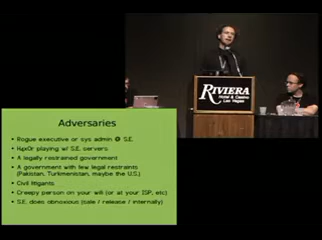 RIVIERA
Hotel & Casino
Las Vegas
Adversaries
• Rogue executive or sys admin @ S.E.
• H4x0r playing w/ S.E. servers
• A legally restrained government
• A government with few legal restraints
(Pakistan, Turkmenistan, maybe the U.S.)
• Civil litigants
• Creepy person on your wifi (or at your ISP, etc)
• S.E. does obnoxious (sale / release / internally)